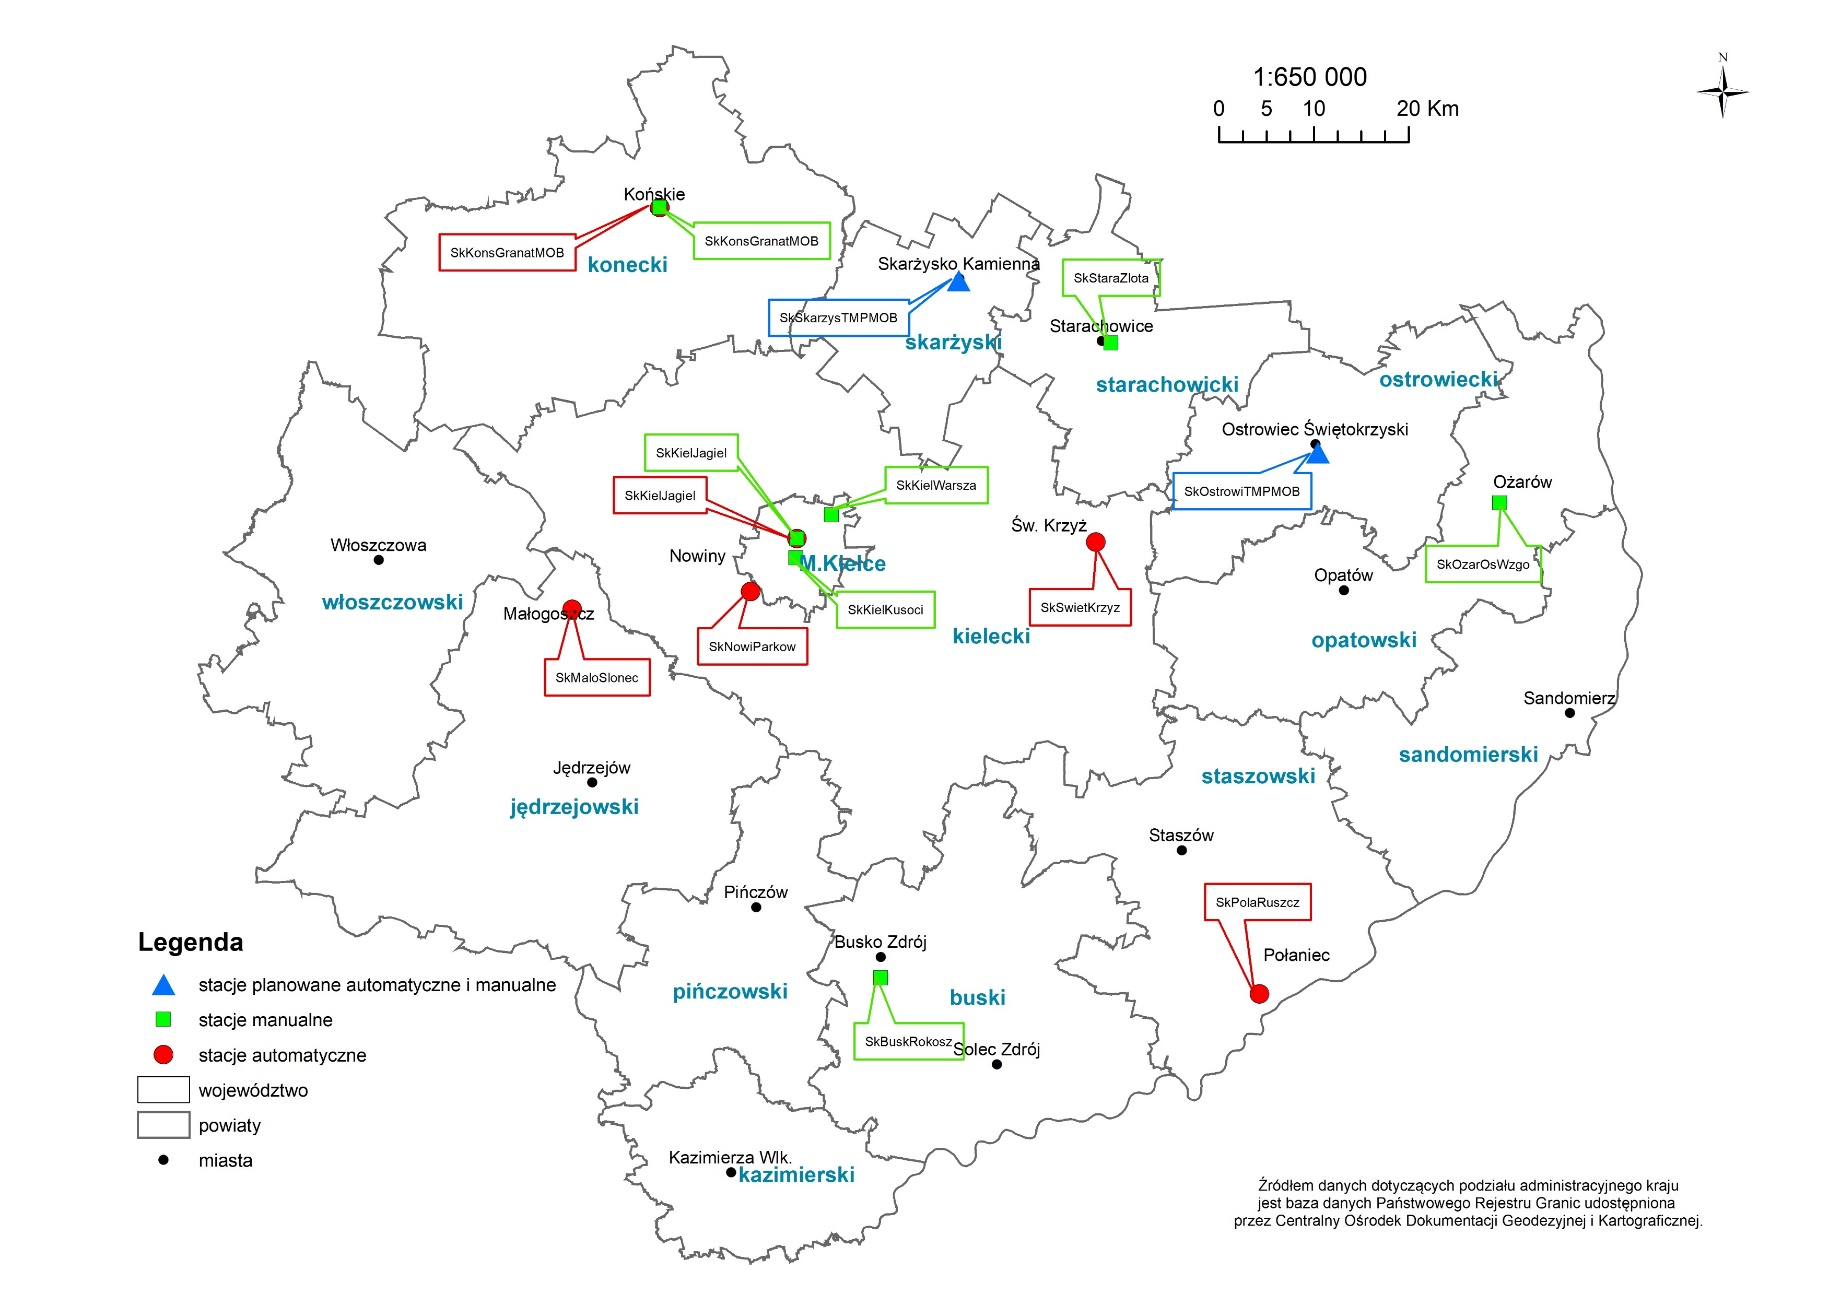 N
1:650 000
0 5 10 20 Km
Końskie
SkKonsGranatMOB
SkKonsGranatMOB
konecki
Skarżysko Kamienna
SkSkarzysTMPMOB
skarżyski
SkStaraZlota
Starachowice
starachowicki
ostrowiecki
Ostrowiec Świętokrzyski
SkOstrowiTMPMOB
Ożarów
SkOzarOsWzgo
SkKielJagiel
SkKielJagiel
SkKielWarsza
Św. Krzyż
SkSwietKrzyz
Włoszczowa
włoszczowski
Nowiny
M.Kielce
SkKielKusoci
SkNowiParkow
kielecki
Małogoszcz
SkMaloSlonec
Opatów
opatowski
Sandomierz
sandomierski
staszowski
Jędrzejów
jędrzejowski
Staszów
Pińczów
SkPolaRuszcz
Połaniec
Busko Zdrój
pińczowski
buski
SkBuskRokosz
Solec Zdrój
Kazimierza Wlk.
kazimierski
Legenda
stacje planowane automatyczne i manualne
stacje manualne
stacje automatyczne
województwo
powiaty
miasta
Źródłem danych dotyczących podziału administracyjnego kraju
jest baza danych Państwowego Rejestru Granic udostępniona
przez Centralny Ośrodek Dokumentacji Geodezyjnej i Kartograficznej.